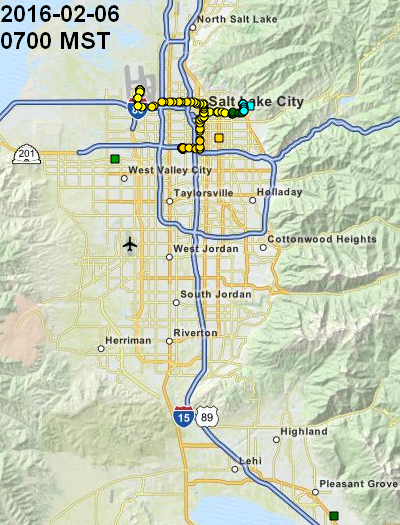 2016-02-06
0700 MST
North Salt Lake
Salt Lake City
201
West Valley City
Taylorsville
Holladay
Cottonwood Heights
West Jordan
South Jordan
Riverton
Herriman
15
89
Highland
Lehi
Pleasant Grove